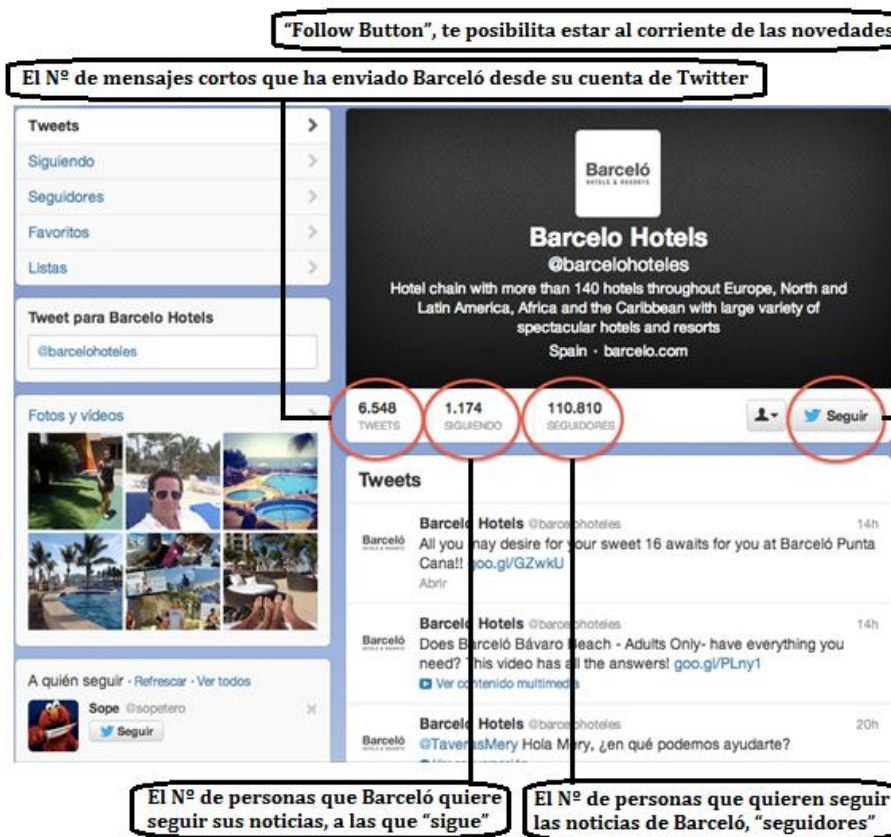 “Follow Button”, te posibilita estar al corriente de las novedades
El Nº de mensajes cortos que ha enviado Barceló desde su cuenta de Twitter
Tweets
Siguiendo
Seguidores
Favoritos
Listas
Tweet para Barcelo Hotels
@barcelohoteles
Fotos y vídeos
A quién seguir · Refrescar · Ver todos
Sope @sopetero
Seguir
Barceló
HOTELS & RESORTS
Barcelo Hotels
@barcelohoteles
Hotel chain with more than 140 hotels throughout Europe, North and
Latin America, Africa and the Caribbean with large variety of
spectacular hotels and resorts
Spain · barcelo.com
6.548
TWEETS
1.174
SIGUIENDO
110.810
SEGUIDORES
Seguir
Tweets
Barceló
Barcelo Hotels @barcelohoteles 14h
All you may desire for your sweet 16 awaits for you at Barceló Punta
Cana!! goo.gl/GZwkU
Abrir
Barceló
Barcelo Hotels @barcelohoteles 14h
Does Barceló Bávaro Beach - Adults Only- have everything you
need? This video has all the answers! goo.gl/PLny1
Ver contenido multimedia
Barceló
Barcelo Hotels @barcelohoteles 20h
@TaverasMery Hola Mery, ¿en qué podemos ayudarte?
El Nº de personas que Barceló quiere
seguir sus noticias, a las que “sigue”
El Nº de personas que quieren seguir
las noticias de Barceló, “seguidores”